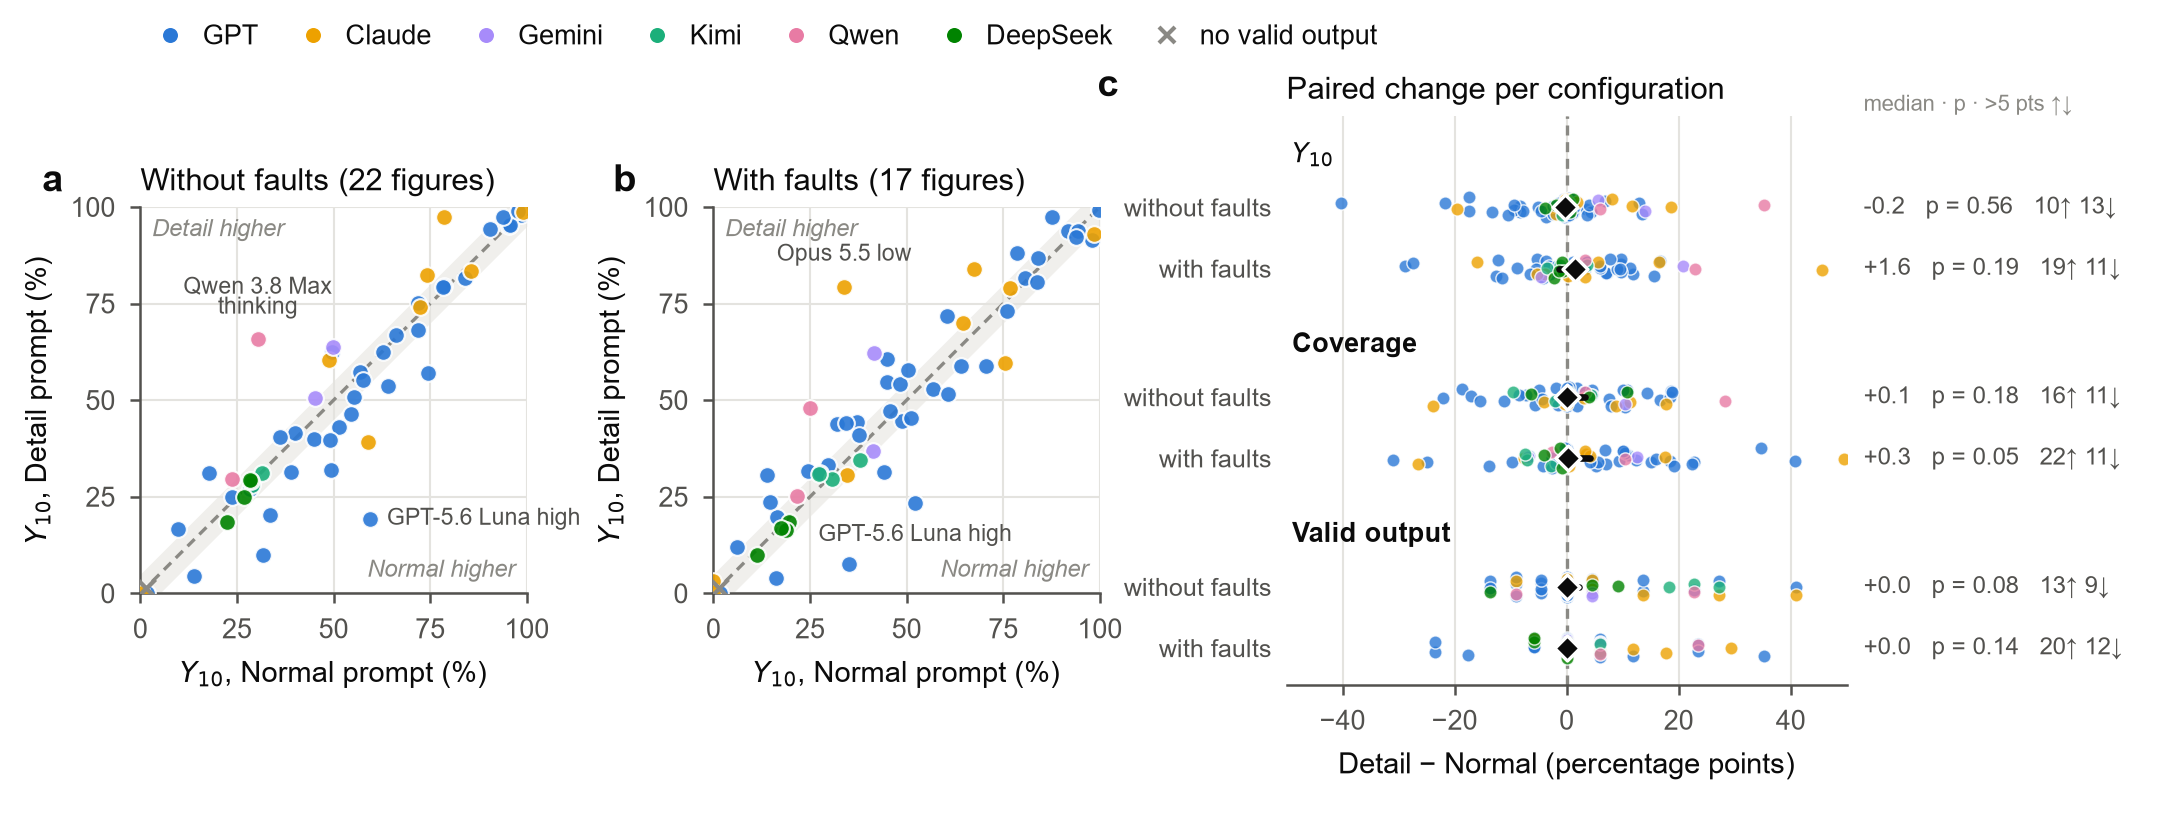 GPT Claude Gemini Kimi Qwen DeepSeek no valid output
a Without faults (22 figures)
100
75
50
25
0
Y10, Detail prompt (%)
Detail higher
Qwen 3.8 Max
thinking
GPT-5.6 Luna high
Normal higher
0 25 50 75 100
Y10, Normal prompt (%)
b With faults (17 figures)
100
75
50
25
0
Y10, Detail prompt (%)
Detail higher
Opus 5.5 low
GPT-5.6 Luna high
Normal higher
0 25 50 75 100
Y10, Normal prompt (%)
c Paired change per configuration
median · p · >5 pts ↑↓
Y10
without faults -0.2 p = 0.56 10↑ 13↓
with faults +1.6 p = 0.19 19↑ 11↓
Coverage
without faults +0.1 p = 0.18 16↑ 11↓
with faults +0.3 p = 0.05 22↑ 11↓
Valid output
without faults +0.0 p = 0.08 13↑ 9↓
with faults +0.0 p = 0.14 20↑ 12↓
−40 −20 0 20 40
Detail − Normal (percentage points)